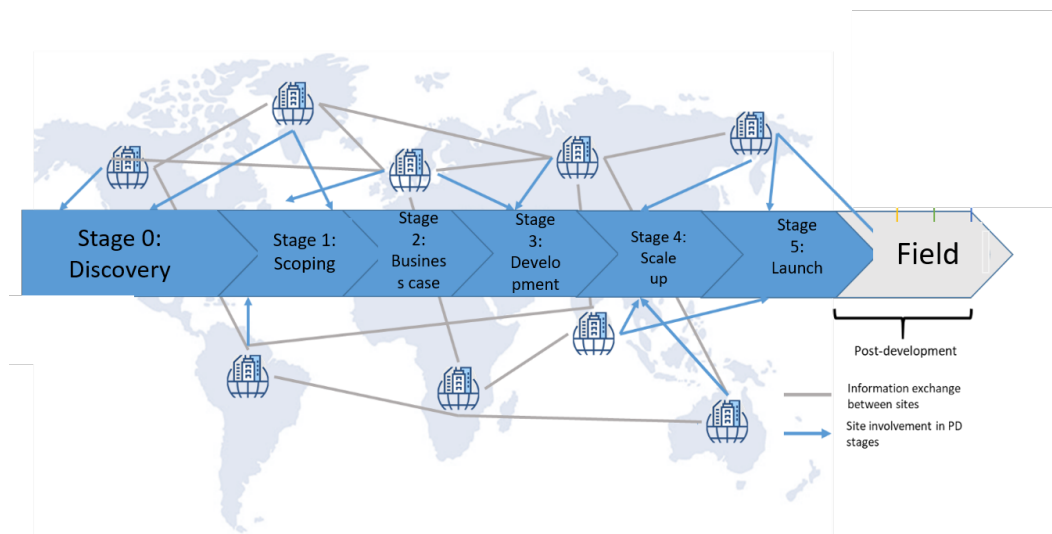 Stage 0:
Discovery
Stage 1:
Scoping
Stage
2:
Busines
s case
Stage
3:
Develo
pment
Stage 4:
Scale
up
Stage
5:
Launch
Field
Post-development
Information exchange
between sites
Site involvement in PD
stages